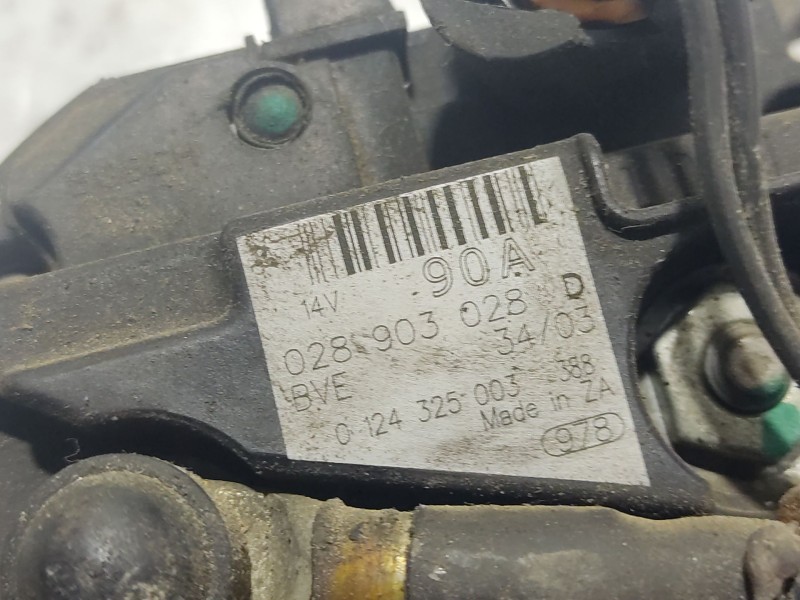 14V 90A
028 903 028 D
BVE 34/03
0 124 325 003 388
Made in ZA
978